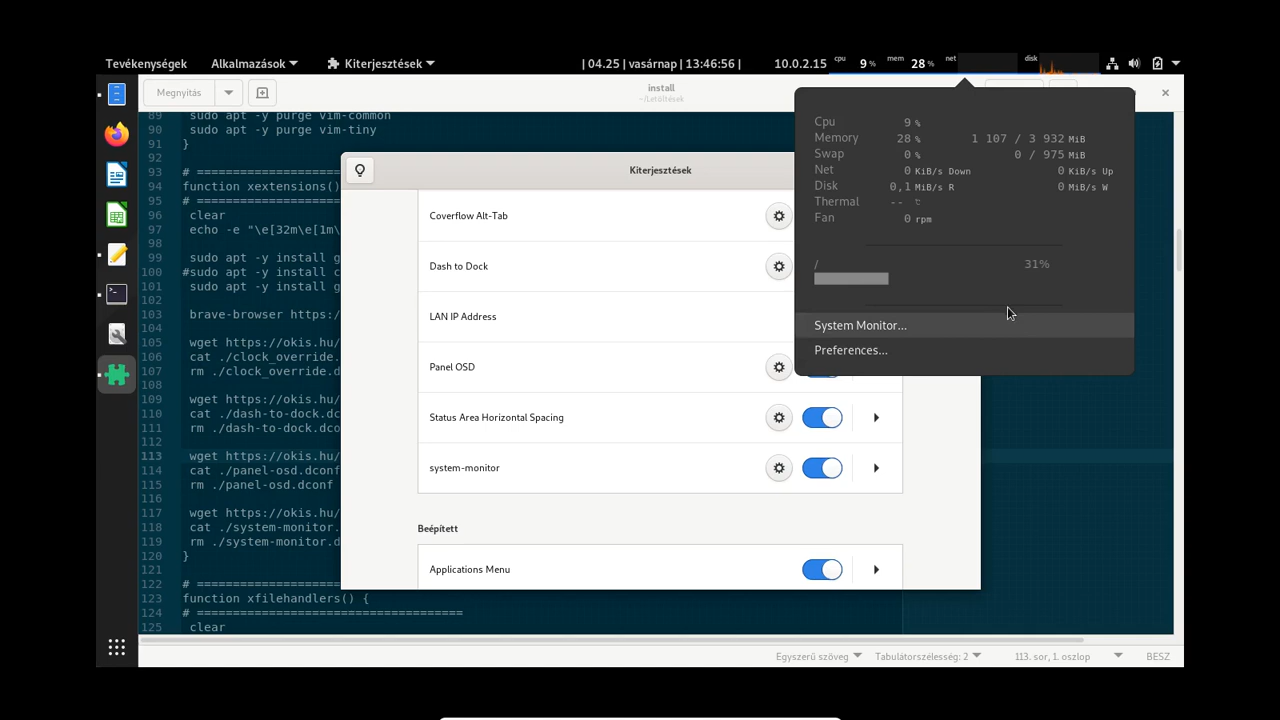 Tevékenységek Alkalmazások Kiterjesztések | 04.25 | vasárnap | 13:46:56 | 10.0.2.15 cpu 9 % mem 28 % net disk
Megnyitás
install
~/Letöltések
89
90 sudo apt -y purge vim-common
sudo apt -y purge vim-tiny
91 }
92
93 #
94 function xextensions()
95 # =====================
96 clear
97 echo -e "\e[32m\e[1m\
98
99 sudo apt -y install g
100 #sudo apt -y install c
101 sudo apt -y install g
102
103 brave-browser https:/
104
105 wget https://okis.hu/
106 cat ./clock_override.
107 rm ./clock_override.d
108
109 wget https://okis.hu/
110 cat ./dash-to-dock.dc
111 rm ./dash-to-dock.dco
112
113 wget https://okis.hu/
114 cat ./panel-osd.dconf
115 rm ./panel-osd.dconf
116
117 wget https://okis.hu/
118 cat ./system-monitor.
119 rm ./system-monitor.d
120 }
121
122 # =====================
123 function xfilehandlers() {
124 # =====================================
125 clear
Kiterjesztések
Coverflow Alt-Tab
Dash to Dock
LAN IP Address
Panel OSD
Status Area Horizontal Spacing
system-monitor
Beépített
Applications Menu
Cpu 9 %
Memory 28 % 1 107 / 3 932 MiB
Swap 0 % 0 / 975 MiB
Net 0 KiB/s Down 0 KiB/s Up
Disk 0,1 MiB/s R 0 MiB/s W
Thermal -- °C
Fan 0 rpm
/ 31%
System Monitor...
Preferences...
Egyszerű szöveg Tabulátorszélesség: 2 113. sor, 1. oszlop BESZ